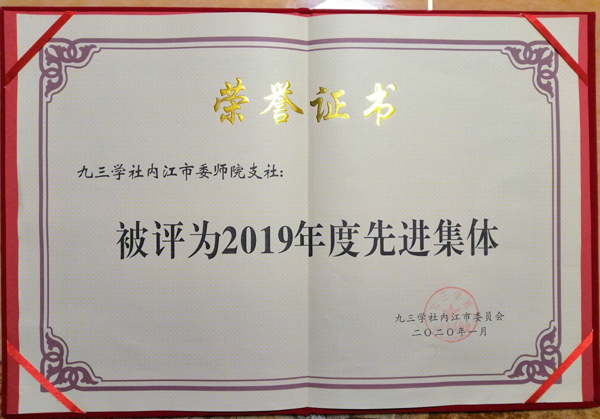 荣誉证书
九三学社内江市委师院支社：
被评为2019年度先进集体
九三学社内江市委员会
二〇二〇年一月